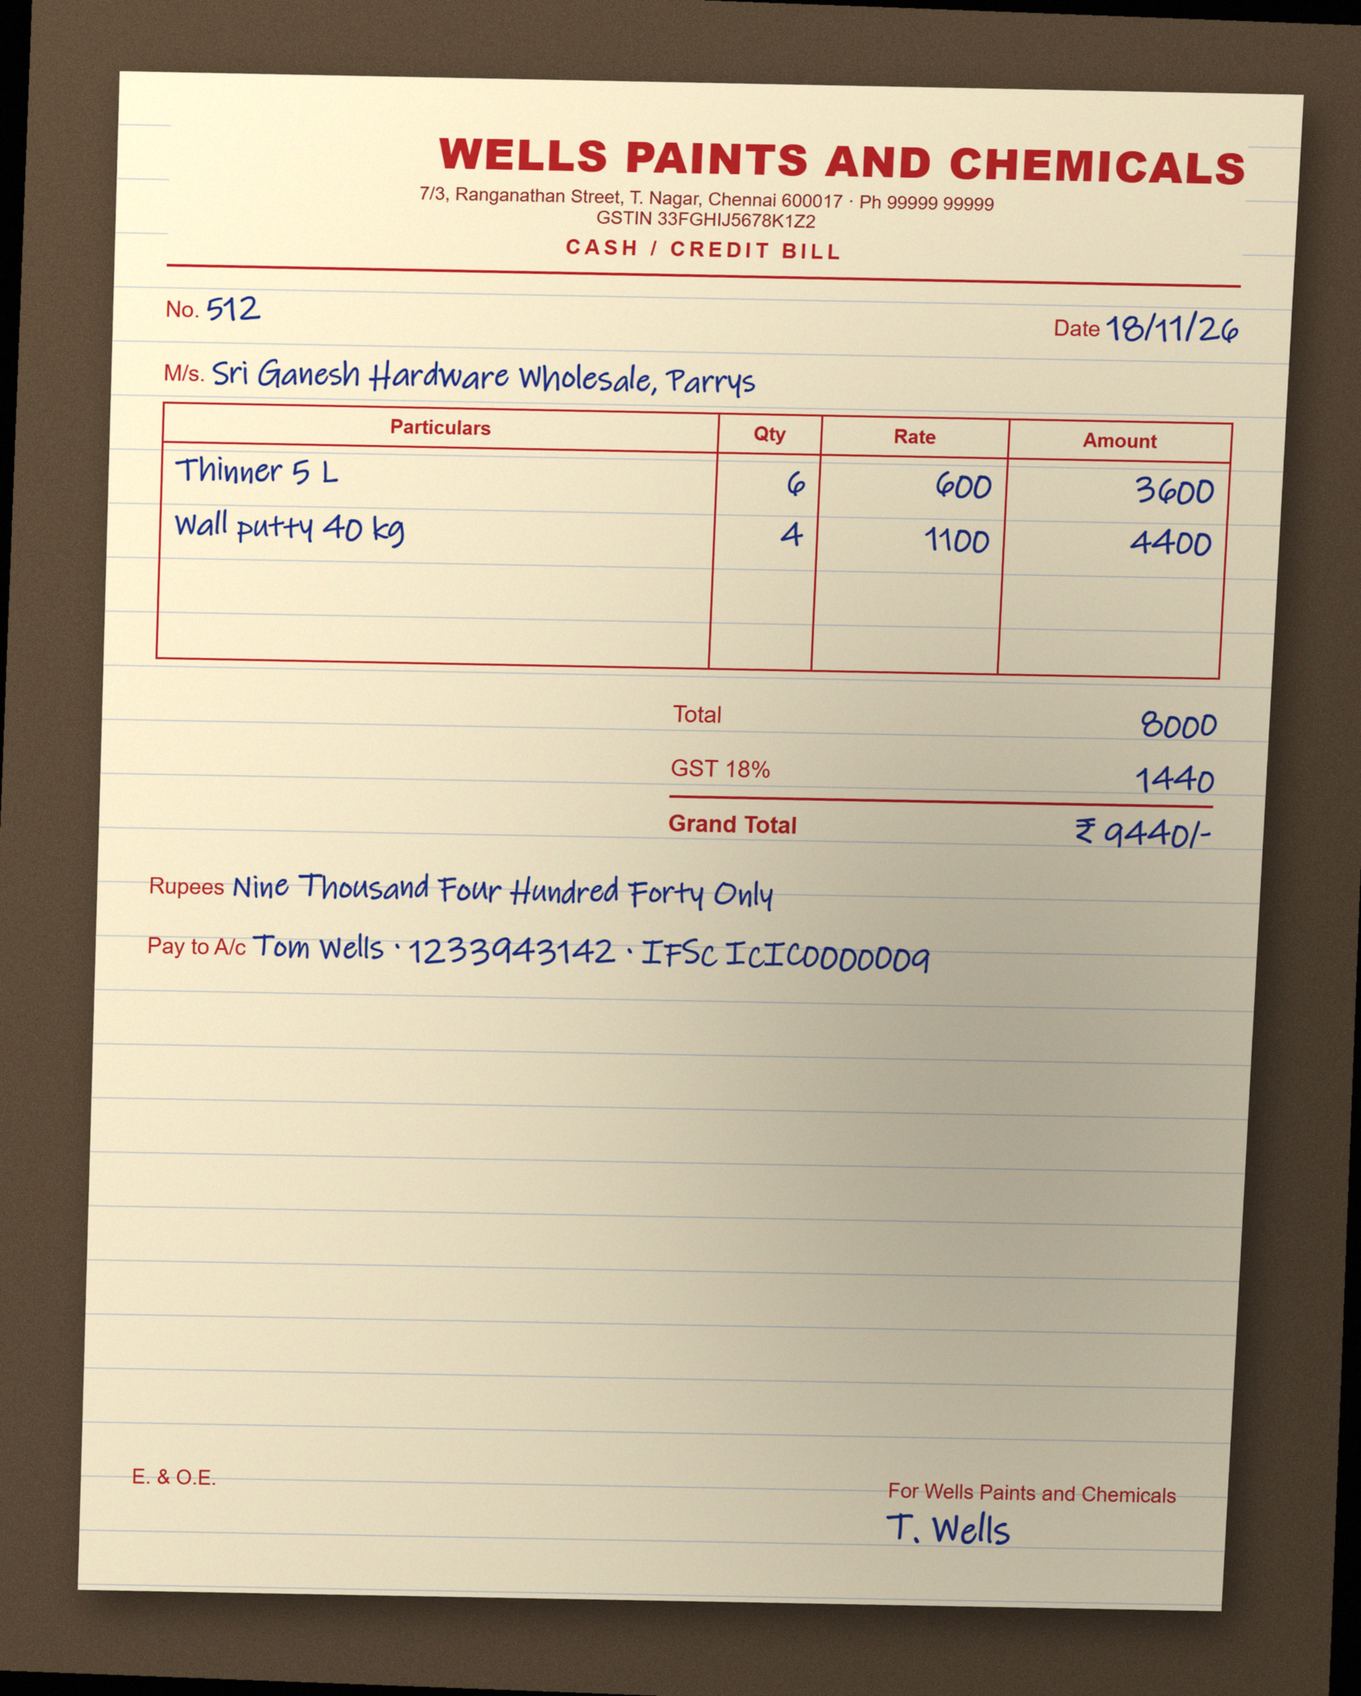 WELLS PAINTS AND CHEMICALS
7/3, Ranganathan Street, T. Nagar, Chennai 600017 · Ph 99999 99999
GSTIN 33FGHIJ5678K1Z2
CASH / CREDIT BILL
No. 512 Date 18/11/26
M/s. Sri Ganesh Hardware Wholesale, Parrys
Particulars Qty Rate Amount
Thinner 5 L 6 600 3600
Wall putty 40 kg 4 1100 4400
Total 8000
GST 18% 1440
Grand Total ₹ 9440/-
Rupees Nine Thousand Four Hundred Forty Only
Pay to A/c Tom Wells · 1233943142 · IFSC ICIC0000009
E. & O.E.
For Wells Paints and Chemicals
T. Wells